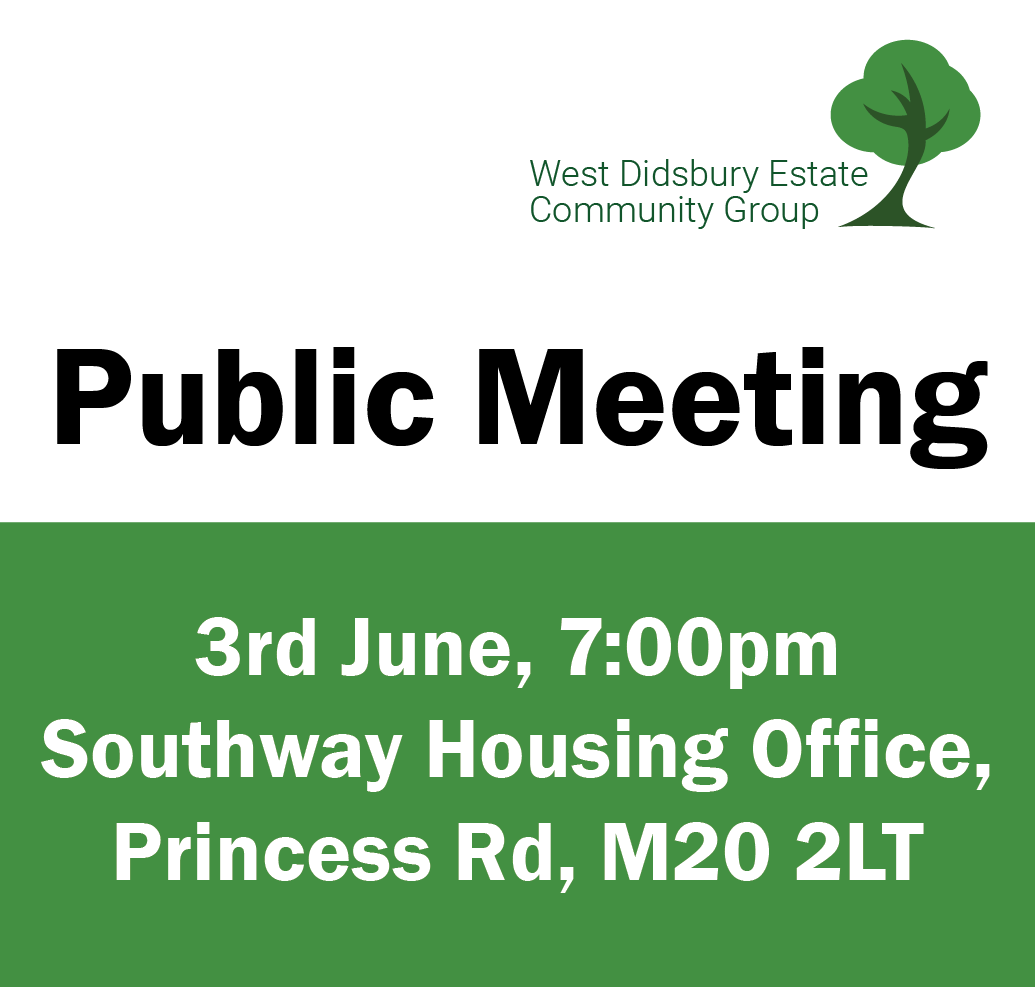 West Didsbury Estate
Community Group
Public Meeting
3rd June, 7:00pm
Southway Housing Office,
Princess Rd, M20 2LT